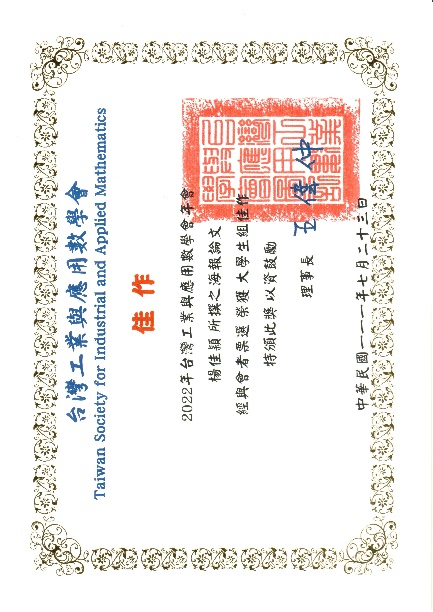 台灣工業與應用數學會
Taiwan Society for Industrial and Applied Mathematics
佳作
2022年台灣工業與應用數學會年會
楊佳穎 所撰之海報論文
經與會者票選 榮獲 大學生組佳作
特頒此獎 以資鼓勵
理事長
中華民國一一一年七月二十三日